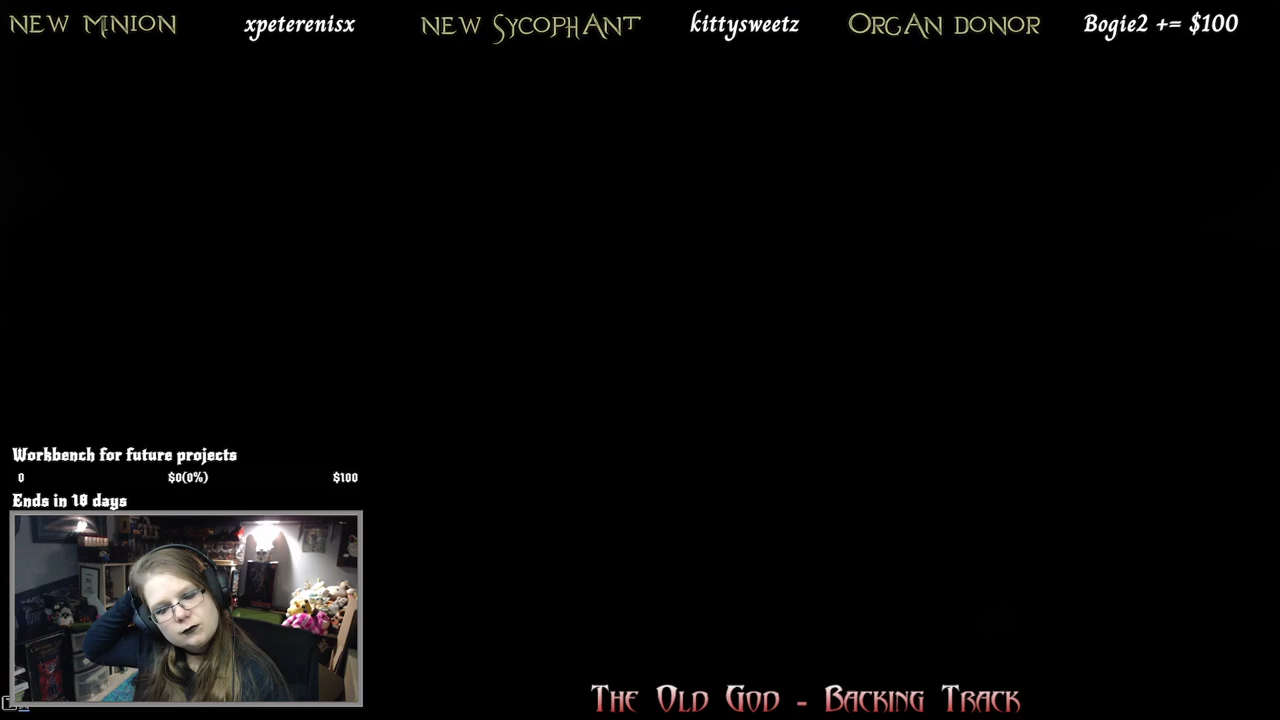 NEW MINION xpeterenisx NEW SYCOPHANT kittysweetz ORGAN DONOR Bogie2 += $100
Workbench for future projects
0 $0(0%) $100
Ends in 10 days
THE OLD GOD - BACKING TRACK